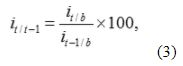 i_{t/t-1} = \frac{i_{t/b}}{i_{t-1/b}} \times 100,
(3)